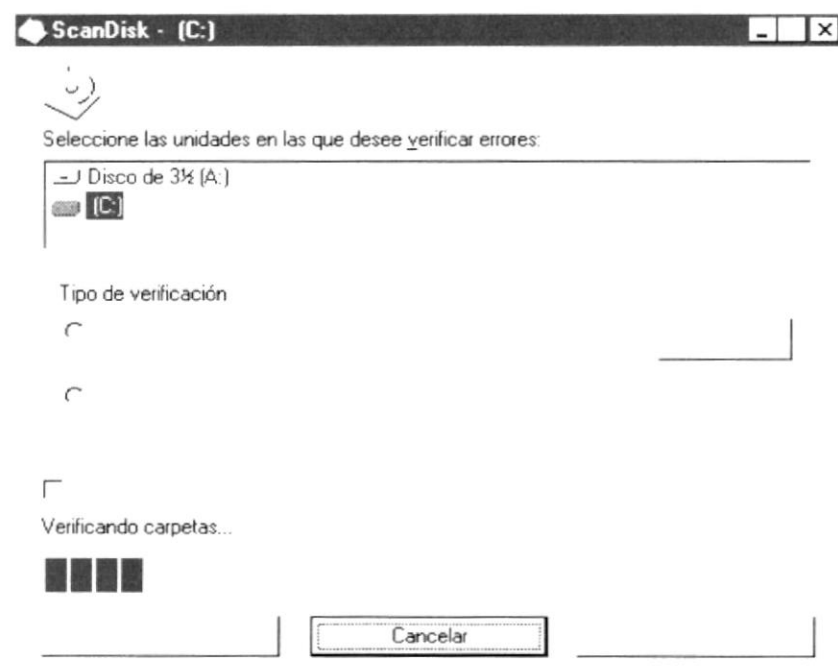 ScanDisk - (C:)
Seleccione las unidades en las que desee verificar errores:
Disco de 3½ (A:)
(C:)
Tipo de verificación
Verificando carpetas...
Cancelar